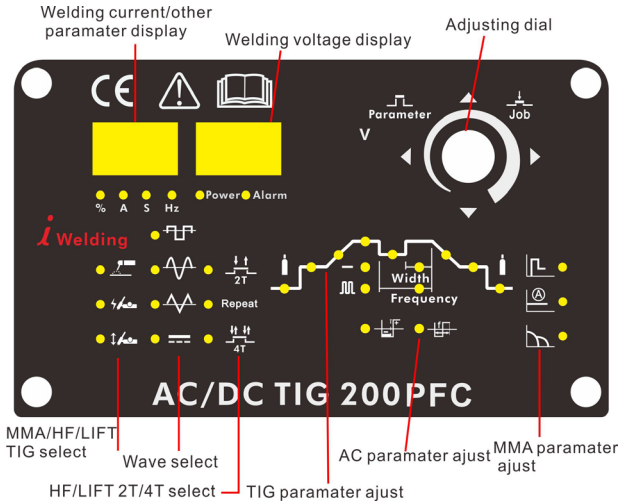 Welding current/other
paramater display
Welding voltage display
Adjusting dial
CE
Parameter
Job
V
% A S Hz
Power Alarm
i Welding
2T
Repeat
4T
Width
Frequency
A
AC/DC TIG 200PFC
MMA/HF/LIFT
TIG select
Wave select
HF/LIFT 2T/4T select
TIG paramater ajust
AC paramater ajust
MMA paramater
ajust